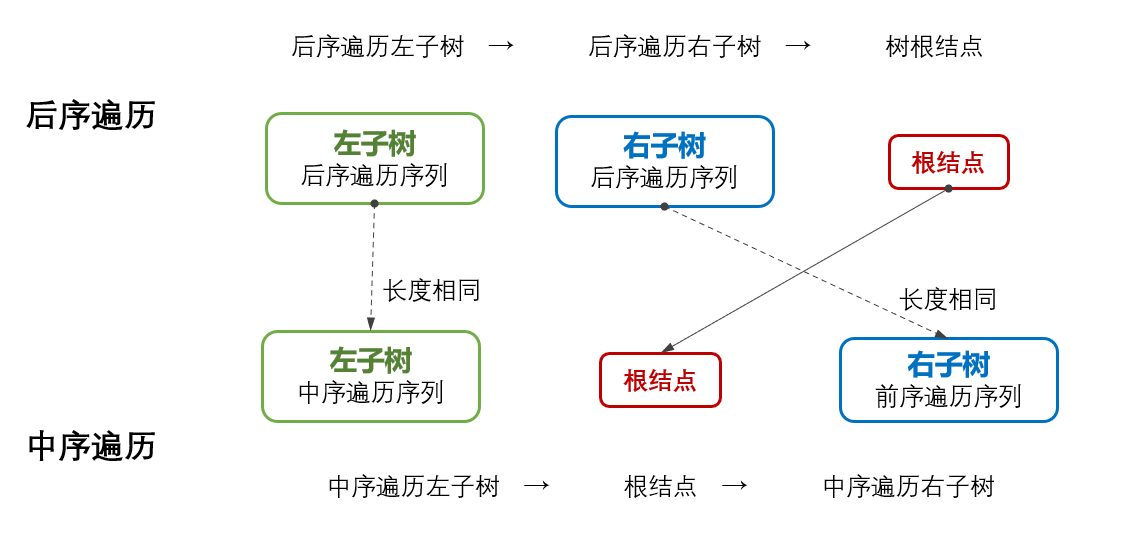 后序遍历左子树 → 后序遍历右子树 → 树根结点
后序遍历
左子树
后序遍历序列
右子树
后序遍历序列
根结点
长度相同
长度相同
左子树
中序遍历序列
根结点
右子树
前序遍历序列
中序遍历
中序遍历左子树 → 根结点 → 中序遍历右子树